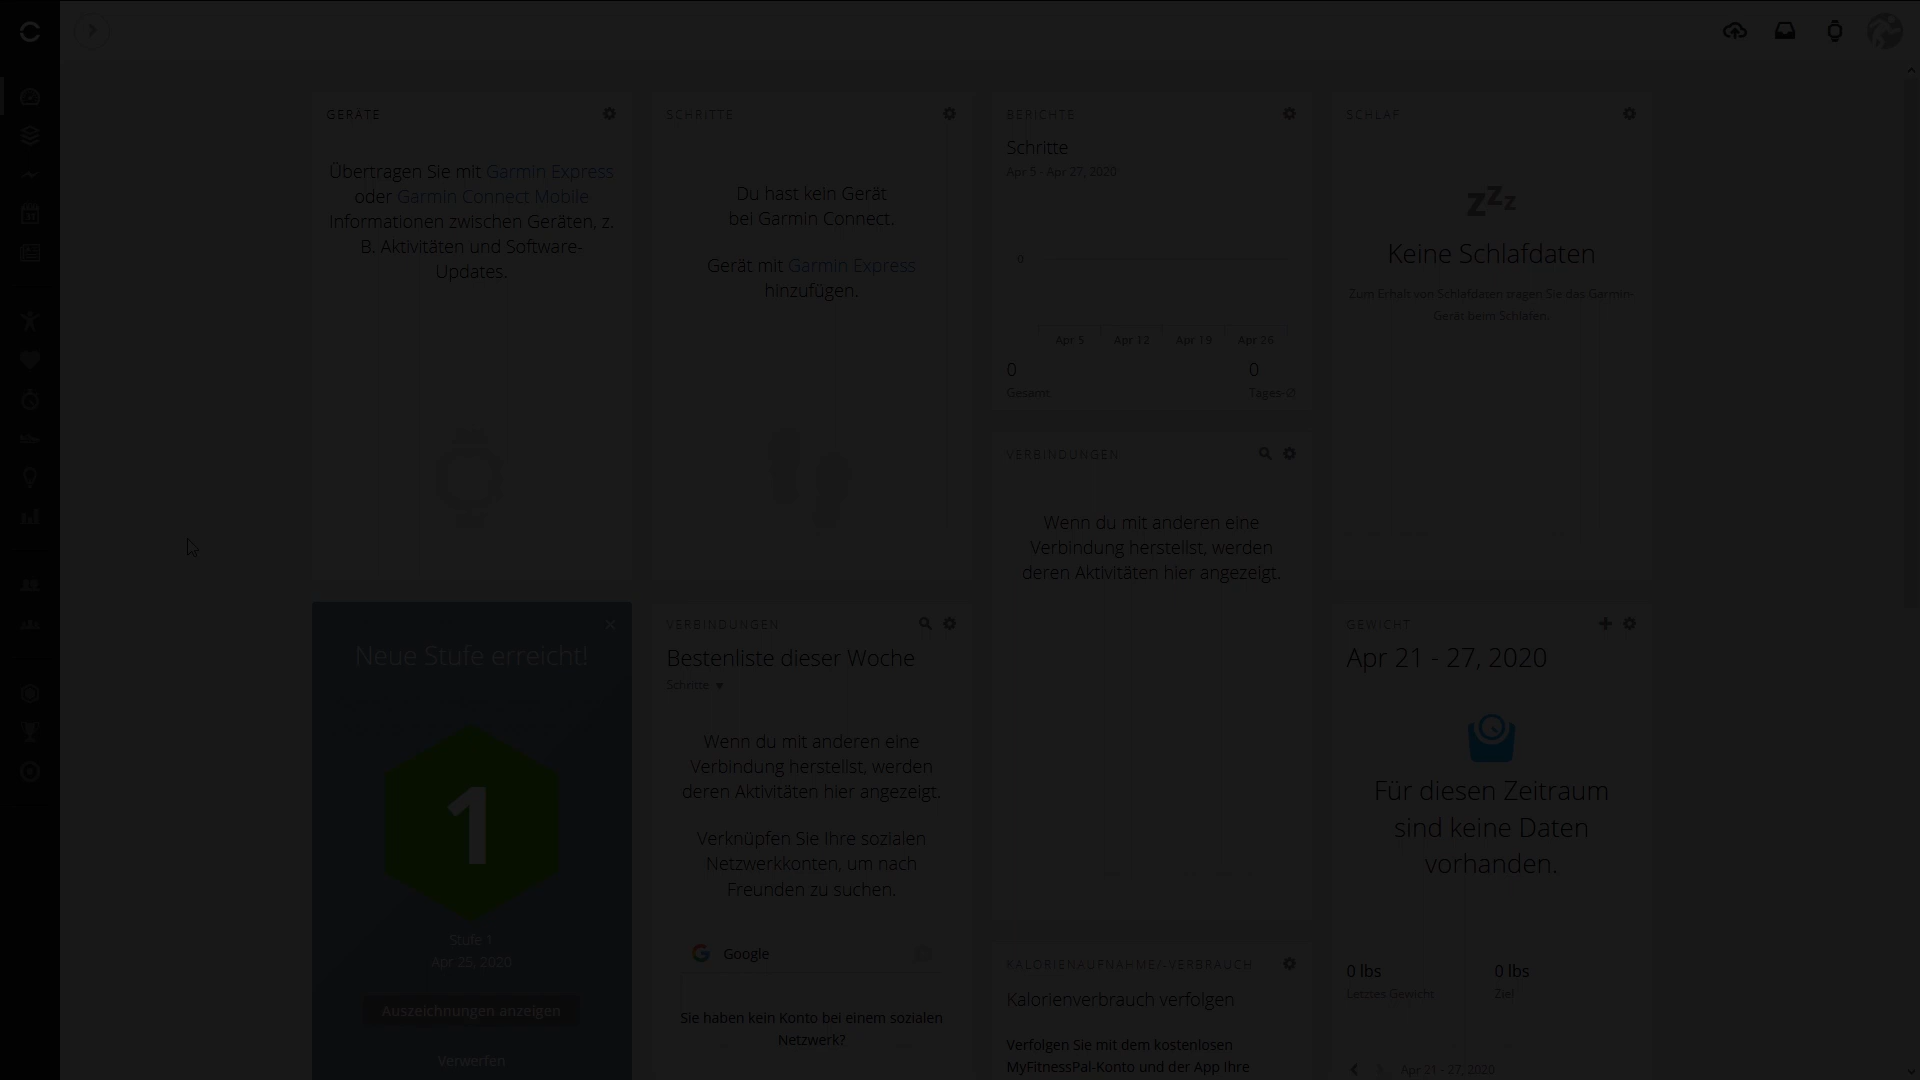 GERÄTE
Übertragen Sie mit Garmin Express
oder Garmin Connect Mobile
Informationen zwischen Geräten, z.
B. Aktivitäten und Software-
Updates.
SCHRITTE
Du hast kein Gerät
bei Garmin Connect.
Gerät mit Garmin Express
hinzufügen.
BERICHTE
Schritte
Apr 5 - Apr 27, 2020
0
Apr 5 Apr 12 Apr 19 Apr 26
0 0
Gesamt Tages-∅
SCHLAF
zzz
Keine Schlafdaten
Zum Erhalt von Schlafdaten tragen Sie das Garmin-
Gerät beim Schlafen.
VERBINDUNGEN
Wenn du mit anderen eine
Verbindung herstellst, werden
deren Aktivitäten hier angezeigt.
Neue Stufe erreicht!
1
Stufe 1
Apr 25, 2020
Auszeichnungen anzeigen
Verwerfen
VERBINDUNGEN
Bestenliste dieser Woche
Schritte
Wenn du mit anderen eine
Verbindung herstellst, werden
deren Aktivitäten hier angezeigt.
Verknüpfen Sie Ihre sozialen
Netzwerkkonten, um nach
Freunden zu suchen.
Google
Sie haben kein Konto bei einem sozialen
Netzwerk?
KALORIENAUFNAHME/-VERBRAUCH
Kalorienverbrauch verfolgen
Verfolgen Sie mit dem kostenlosen
MyFitnessPal-Konto und der App Ihre
GEWICHT
Apr 21 - 27, 2020
Für diesen Zeitraum
sind keine Daten
vorhanden.
0 lbs 0 lbs
Letztes Gewicht Ziel
Apr 21 - 27, 2020